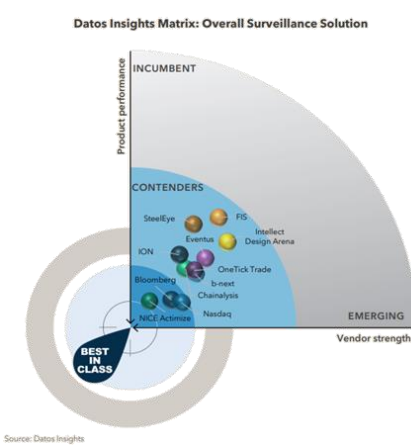 Datos Insights Matrix: Overall Surveillance Solution
Product performance
INCUMBENT
CONTENDERS
SteelEye
FIS
Eventus
Intellect
Design Arena
ION
OneTick Trade
Bloomberg
b-next
Chainalysis
NICE Actimize
Nasdaq
EMERGING
Vendor strength
BEST
IN
CLASS
Source: Datos Insights